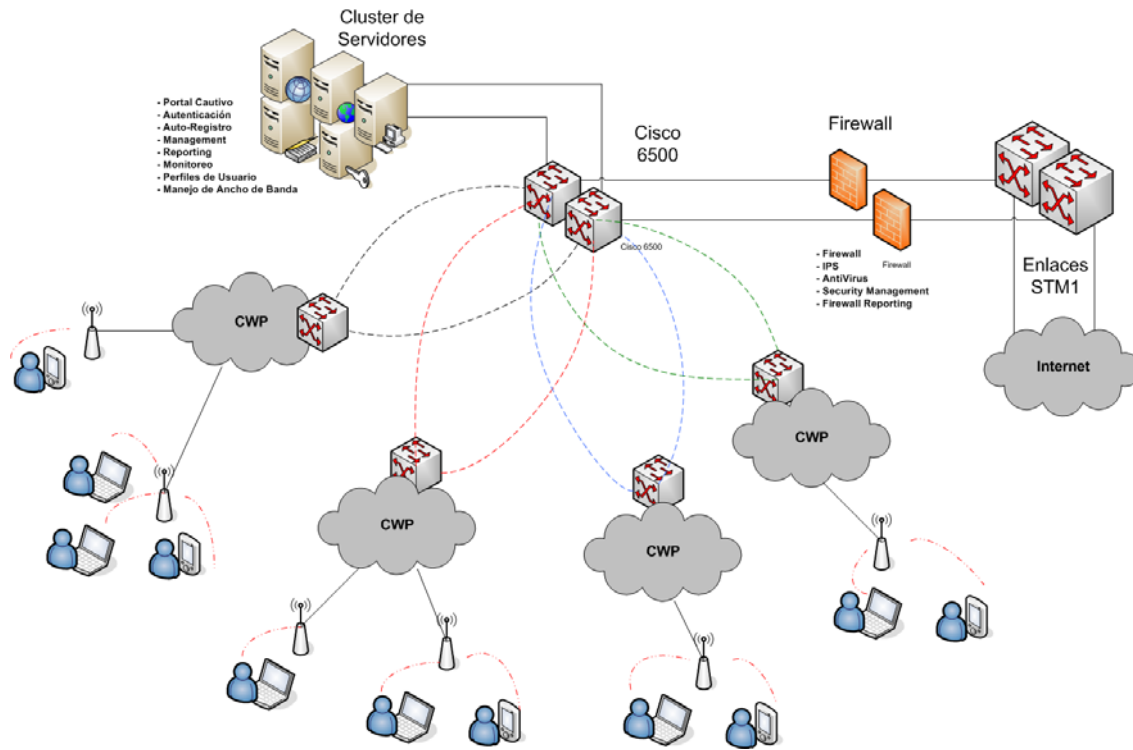 Cluster de
Servidores
- Portal Cautivo
- Autenticación
- Auto-Registro
- Management
- Reporting
- Monitoreo
- Perfiles de Usuario
- Manejo de Ancho de Banda
Cisco
6500
Cisco 6500
Firewall
Firewall
- Firewall
- IPS
- AntiVirus
- Security Management
- Firewall Reporting
Enlaces
STM1
Internet
CWP
CWP
CWP
CWP